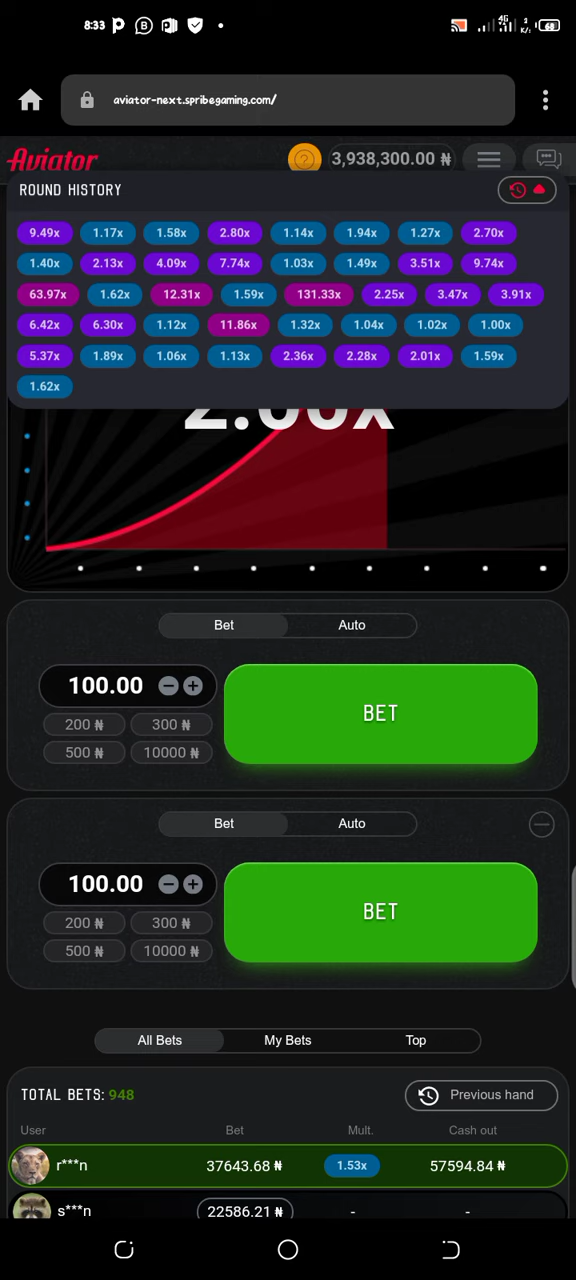 8:33
4G
2
K/s
68
aviator-next.spribegaming.com/
Aviator
3,938,300.00 ₦
ROUND HISTORY
9.49x 1.17x 1.58x 2.80x 1.14x 1.94x 1.27x 2.70x
1.40x 2.13x 4.09x 7.74x 1.03x 1.49x 3.51x 9.74x
63.97x 1.62x 12.31x 1.59x 131.33x 2.25x 3.47x 3.91x
6.42x 6.30x 1.12x 11.86x 1.32x 1.04x 1.02x 1.00x
5.37x 1.89x 1.06x 1.13x 2.36x 2.28x 2.01x 1.59x
1.62x
Bet Auto
100.00
BET
200 ₦ 300 ₦
500 ₦ 10000 ₦
Bet Auto
100.00
BET
200 ₦ 300 ₦
500 ₦ 10000 ₦
All Bets My Bets Top
TOTAL BETS: 948 Previous hand
User Bet Mult. Cash out
r***n 37643.68 ₦ 1.53x 57594.84 ₦
s***n 22586.21 ₦ - -